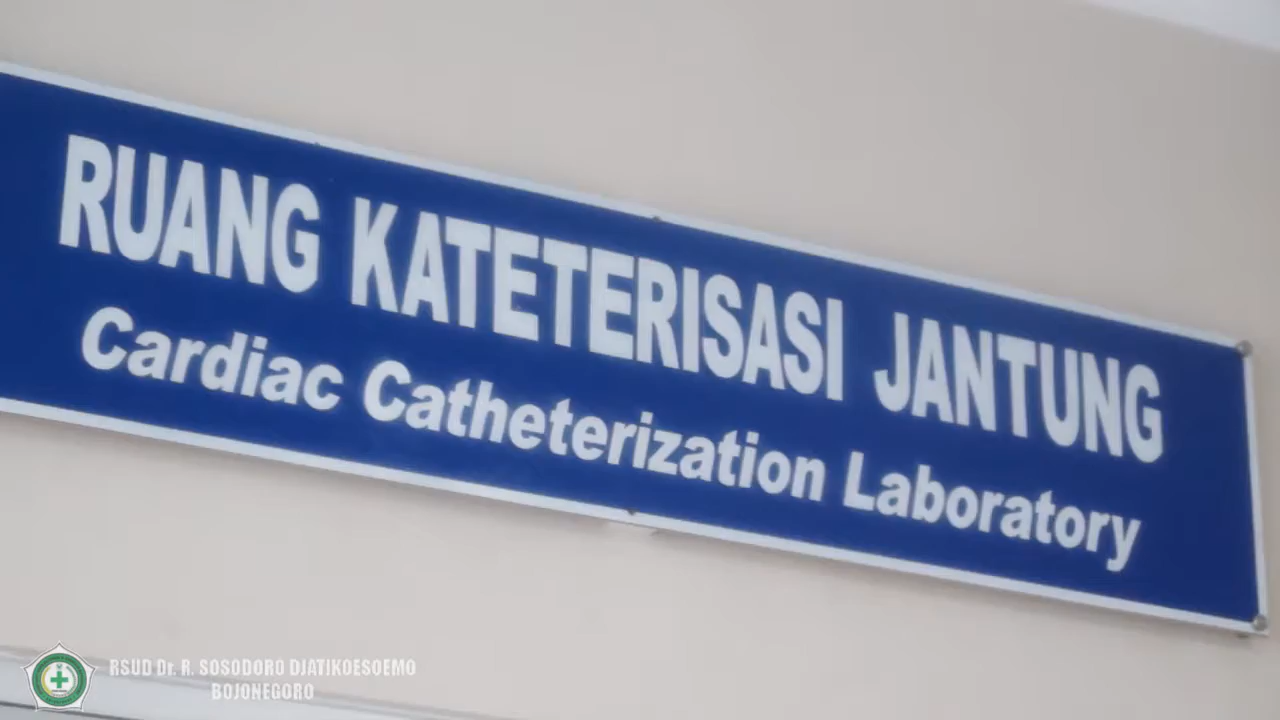 RUANG KATETERISASI JANTUNG
Cardiac Catheterization Laboratory
RSUD Dr. R. SOSODORO DJATIKOESOEMO
BOJONEGORO